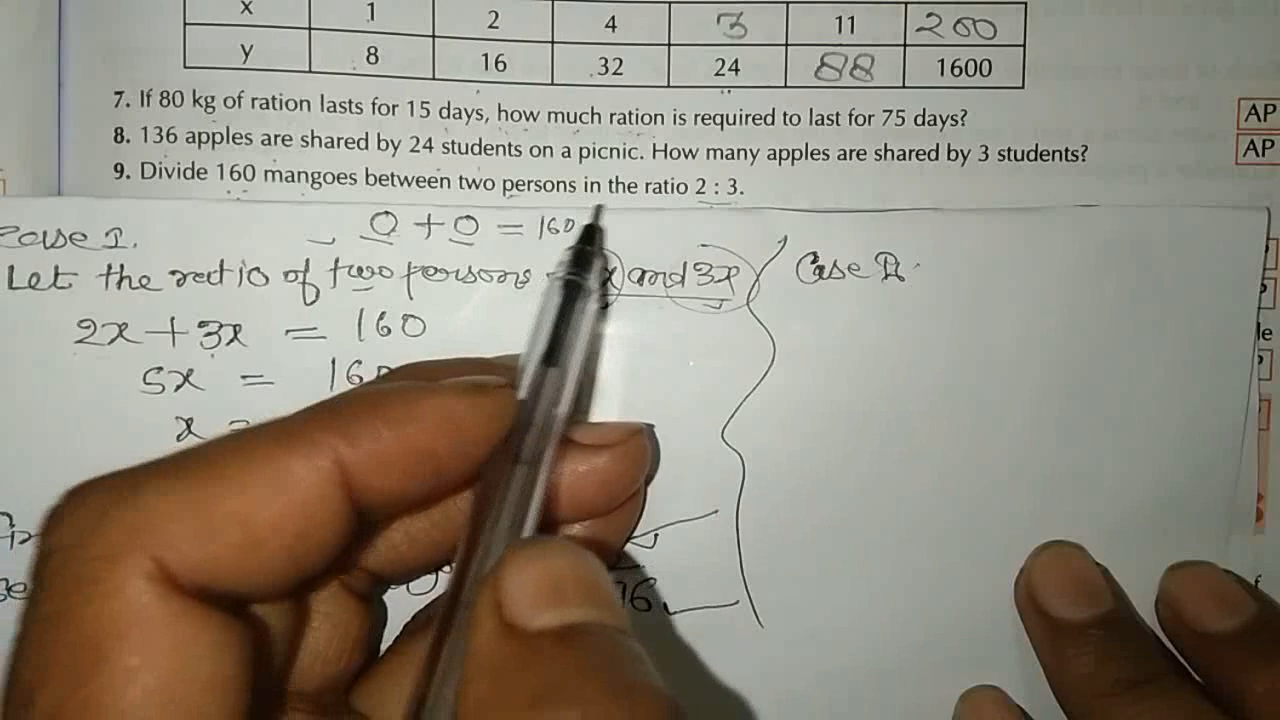 x 1 2 4 3 11 200
y 8 16 32 24 88 1600
7. If 80 kg of ration lasts for 15 days, how much ration is required to last for 75 days? AP
8. 136 apples are shared by 24 students on a picnic. How many apples are shared by 3 students? AP
9. Divide 160 mangoes between two persons in the ratio 2 : 3.
Case I.
O + O = 160
Let the ratio of two persons x and 3x
Case II.
2x + 3x = 160
5x = 160
x =